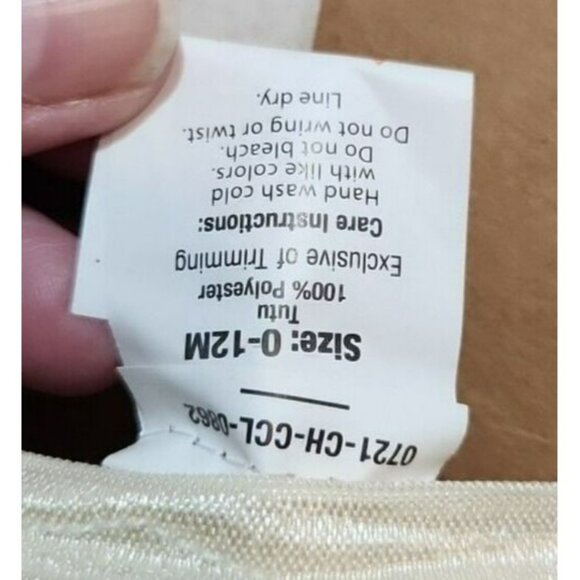 0721-CH-CCL-0862
Size: 0-12M
Tutu
100% Polyester
Exclusive of Trimming
Care Instructions:
Hand wash cold
with like colors.
Do not bleach.
Do not wring or twist.
Line dry.